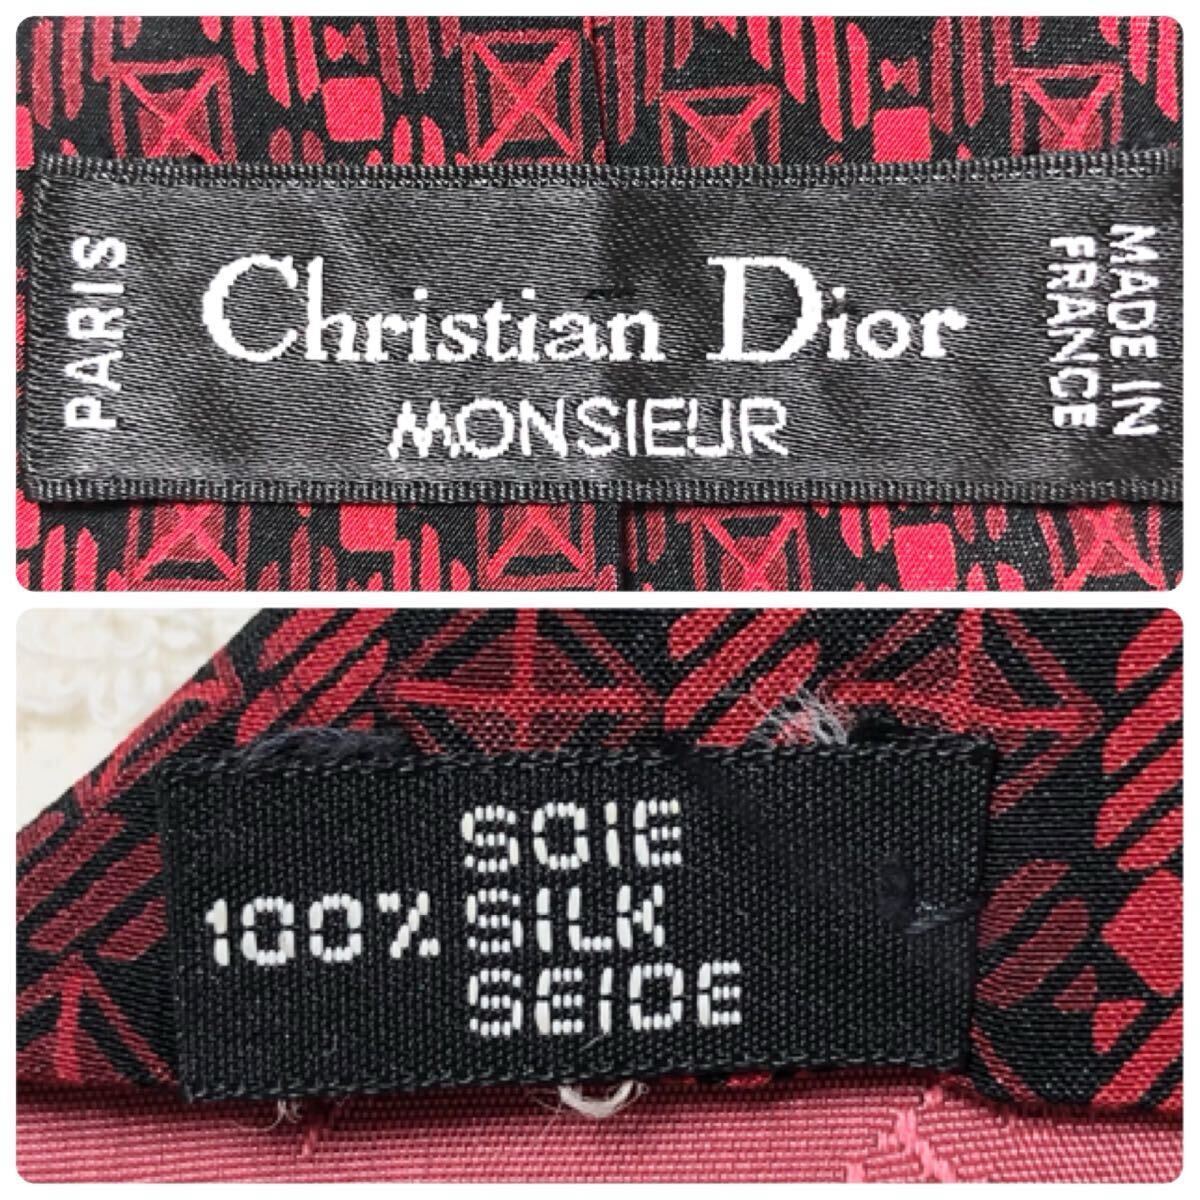 PARIS
Christian Dior
MONSIEUR
MADE IN
FRANCE
SOIE
100% SILK
SEIDE